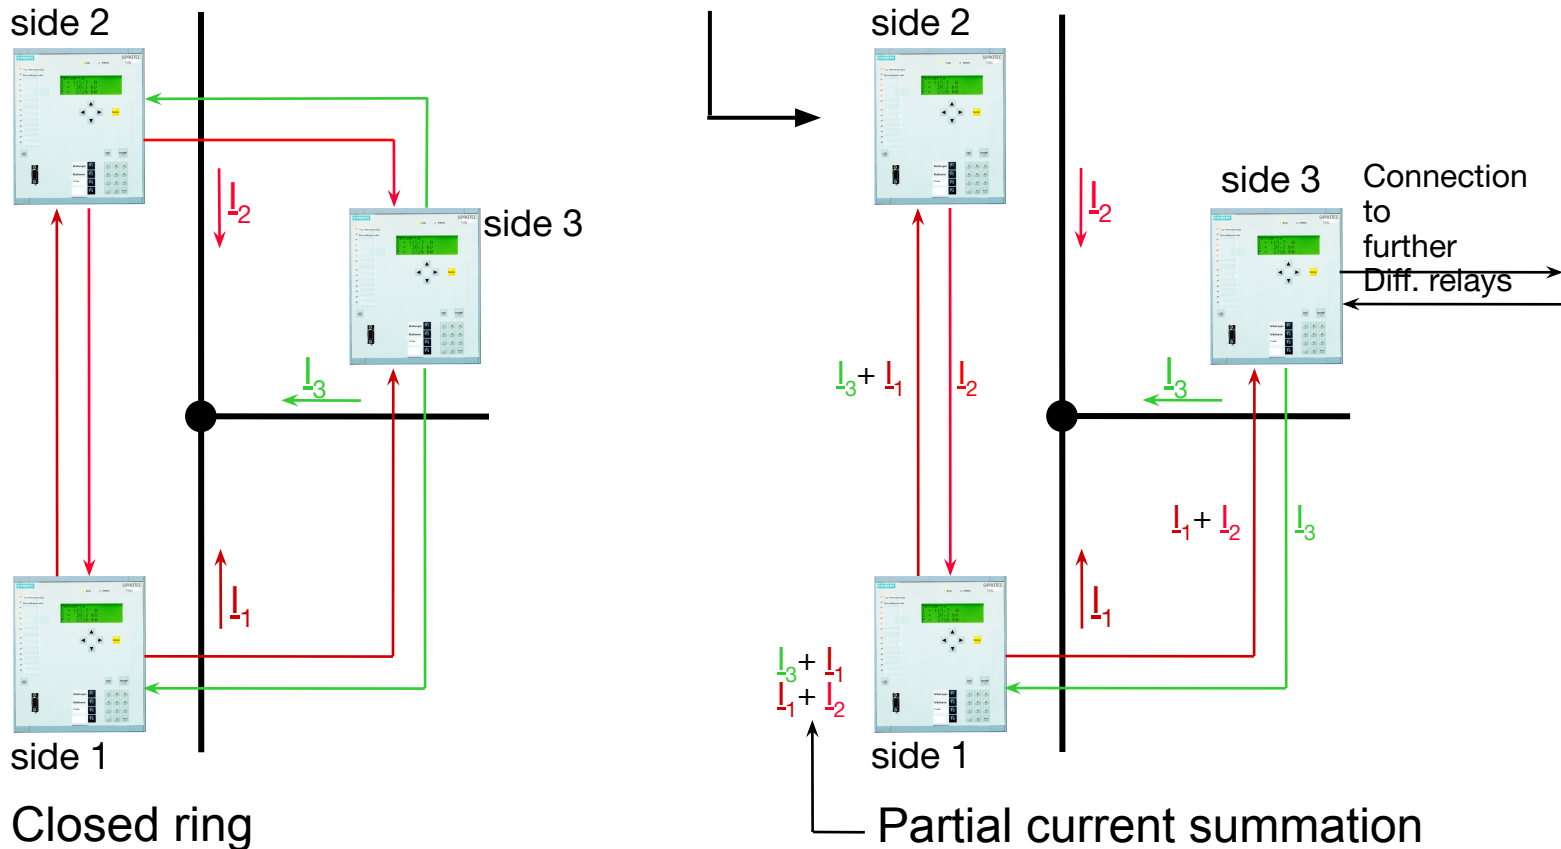 side 2
I2
side 3
I3
I1
side 1
Closed ring
side 2
I2
side 3
Connection
to
further
Diff. relays
I3 + I1
I2
I3
I1 + I2
I3
I1
I3 + I1
I1 + I2
side 1
Partial current summation
SIEMENS
SIPROTEC